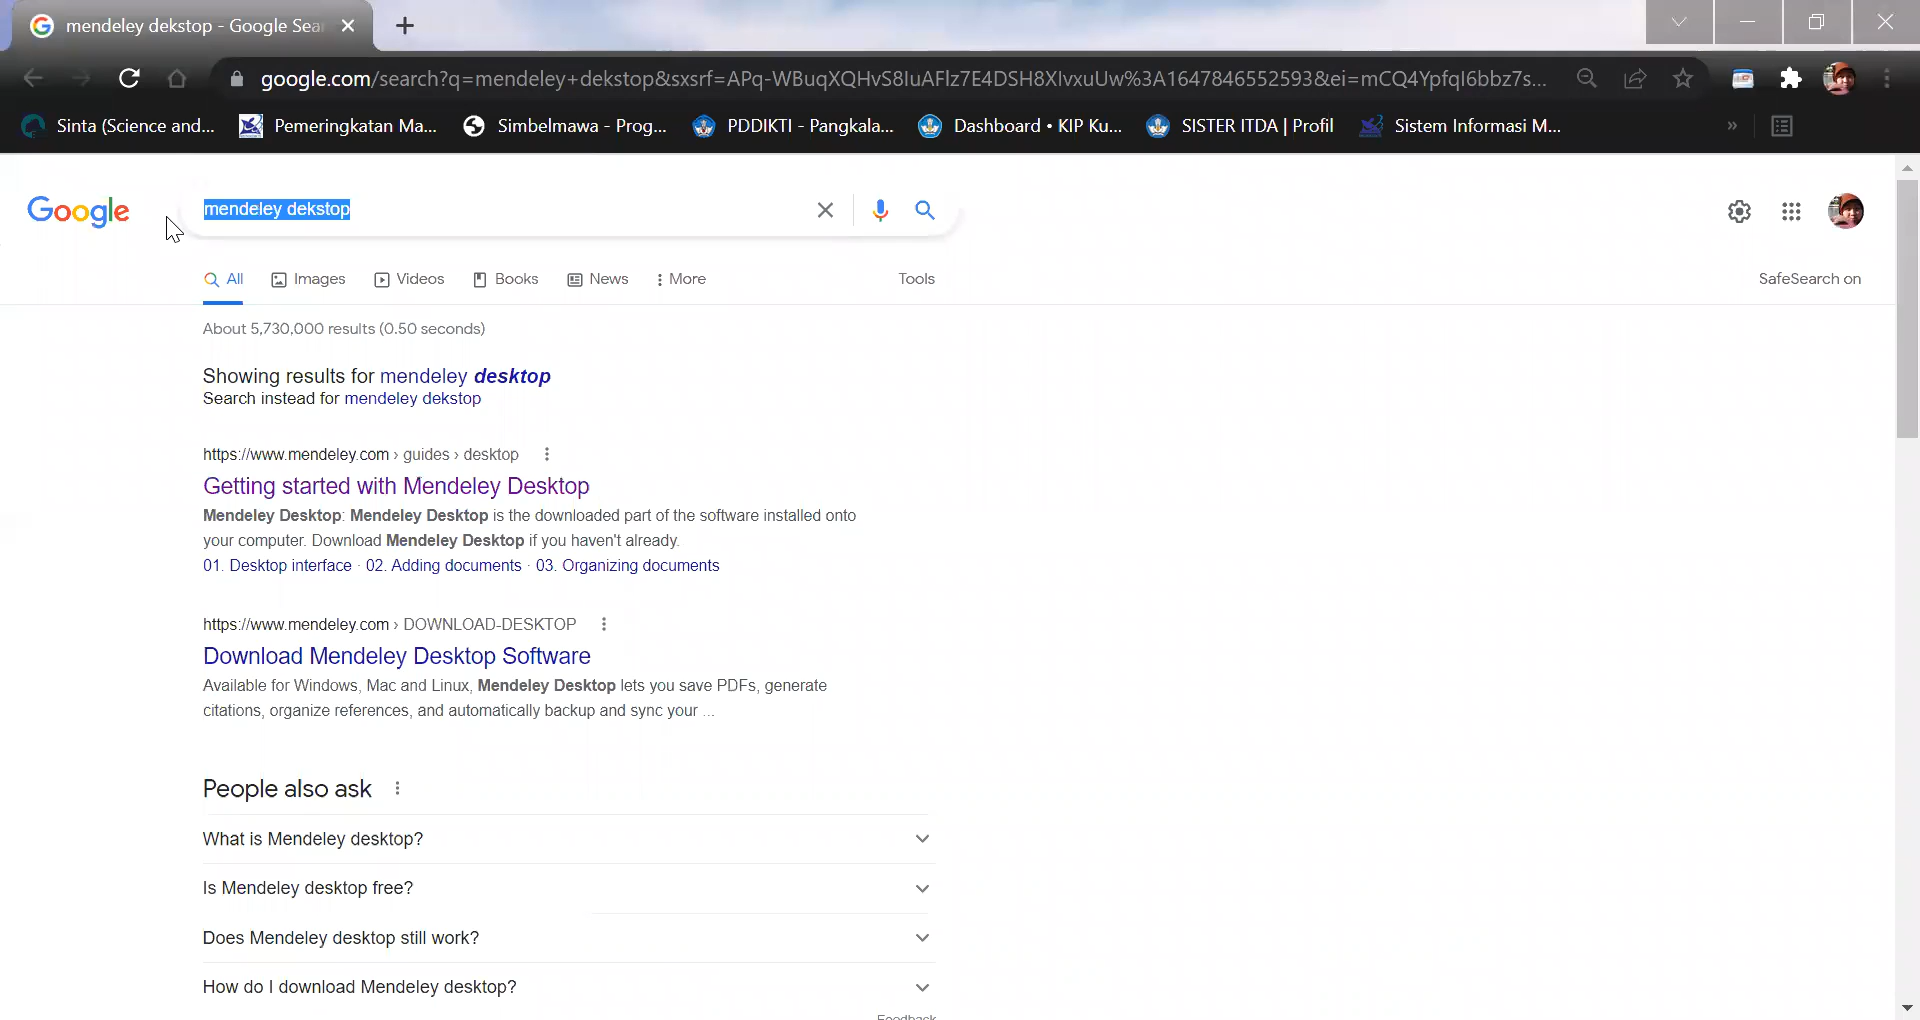 mendeley dekstop - Google Sea
google.com/search?q=mendeley+dekstop&sxsrf=APq-WBuqXQHvS8IuAFlz7E4DSH8XIvxuUw%3A1647846552593&ei=mCQ4YpfqI6bbz7s...
Sinta (Science and... Pemeringkatan Ma... Simbelmawa - Prog... PDDIKTI - Pangkala... Dashboard • KIP Ku... SISTER ITDA | Profil Sistem Informasi M... »
Google mendeley dekstop
All Images Videos Books News More Tools SafeSearch on
About 5,730,000 results (0.50 seconds)
Showing results for mendeley desktop
Search instead for mendeley dekstop
https://www.mendeley.com › guides › desktop
Getting started with Mendeley Desktop
Mendeley Desktop: Mendeley Desktop is the downloaded part of the software installed onto
your computer. Download Mendeley Desktop if you haven't already.
01. Desktop interface · 02. Adding documents · 03. Organizing documents
https://www.mendeley.com › DOWNLOAD-DESKTOP
Download Mendeley Desktop Software
Available for Windows, Mac and Linux, Mendeley Desktop lets you save PDFs, generate
citations, organize references, and automatically backup and sync your ...
People also ask
What is Mendeley desktop?
Is Mendeley desktop free?
Does Mendeley desktop still work?
How do I download Mendeley desktop?
Feedback